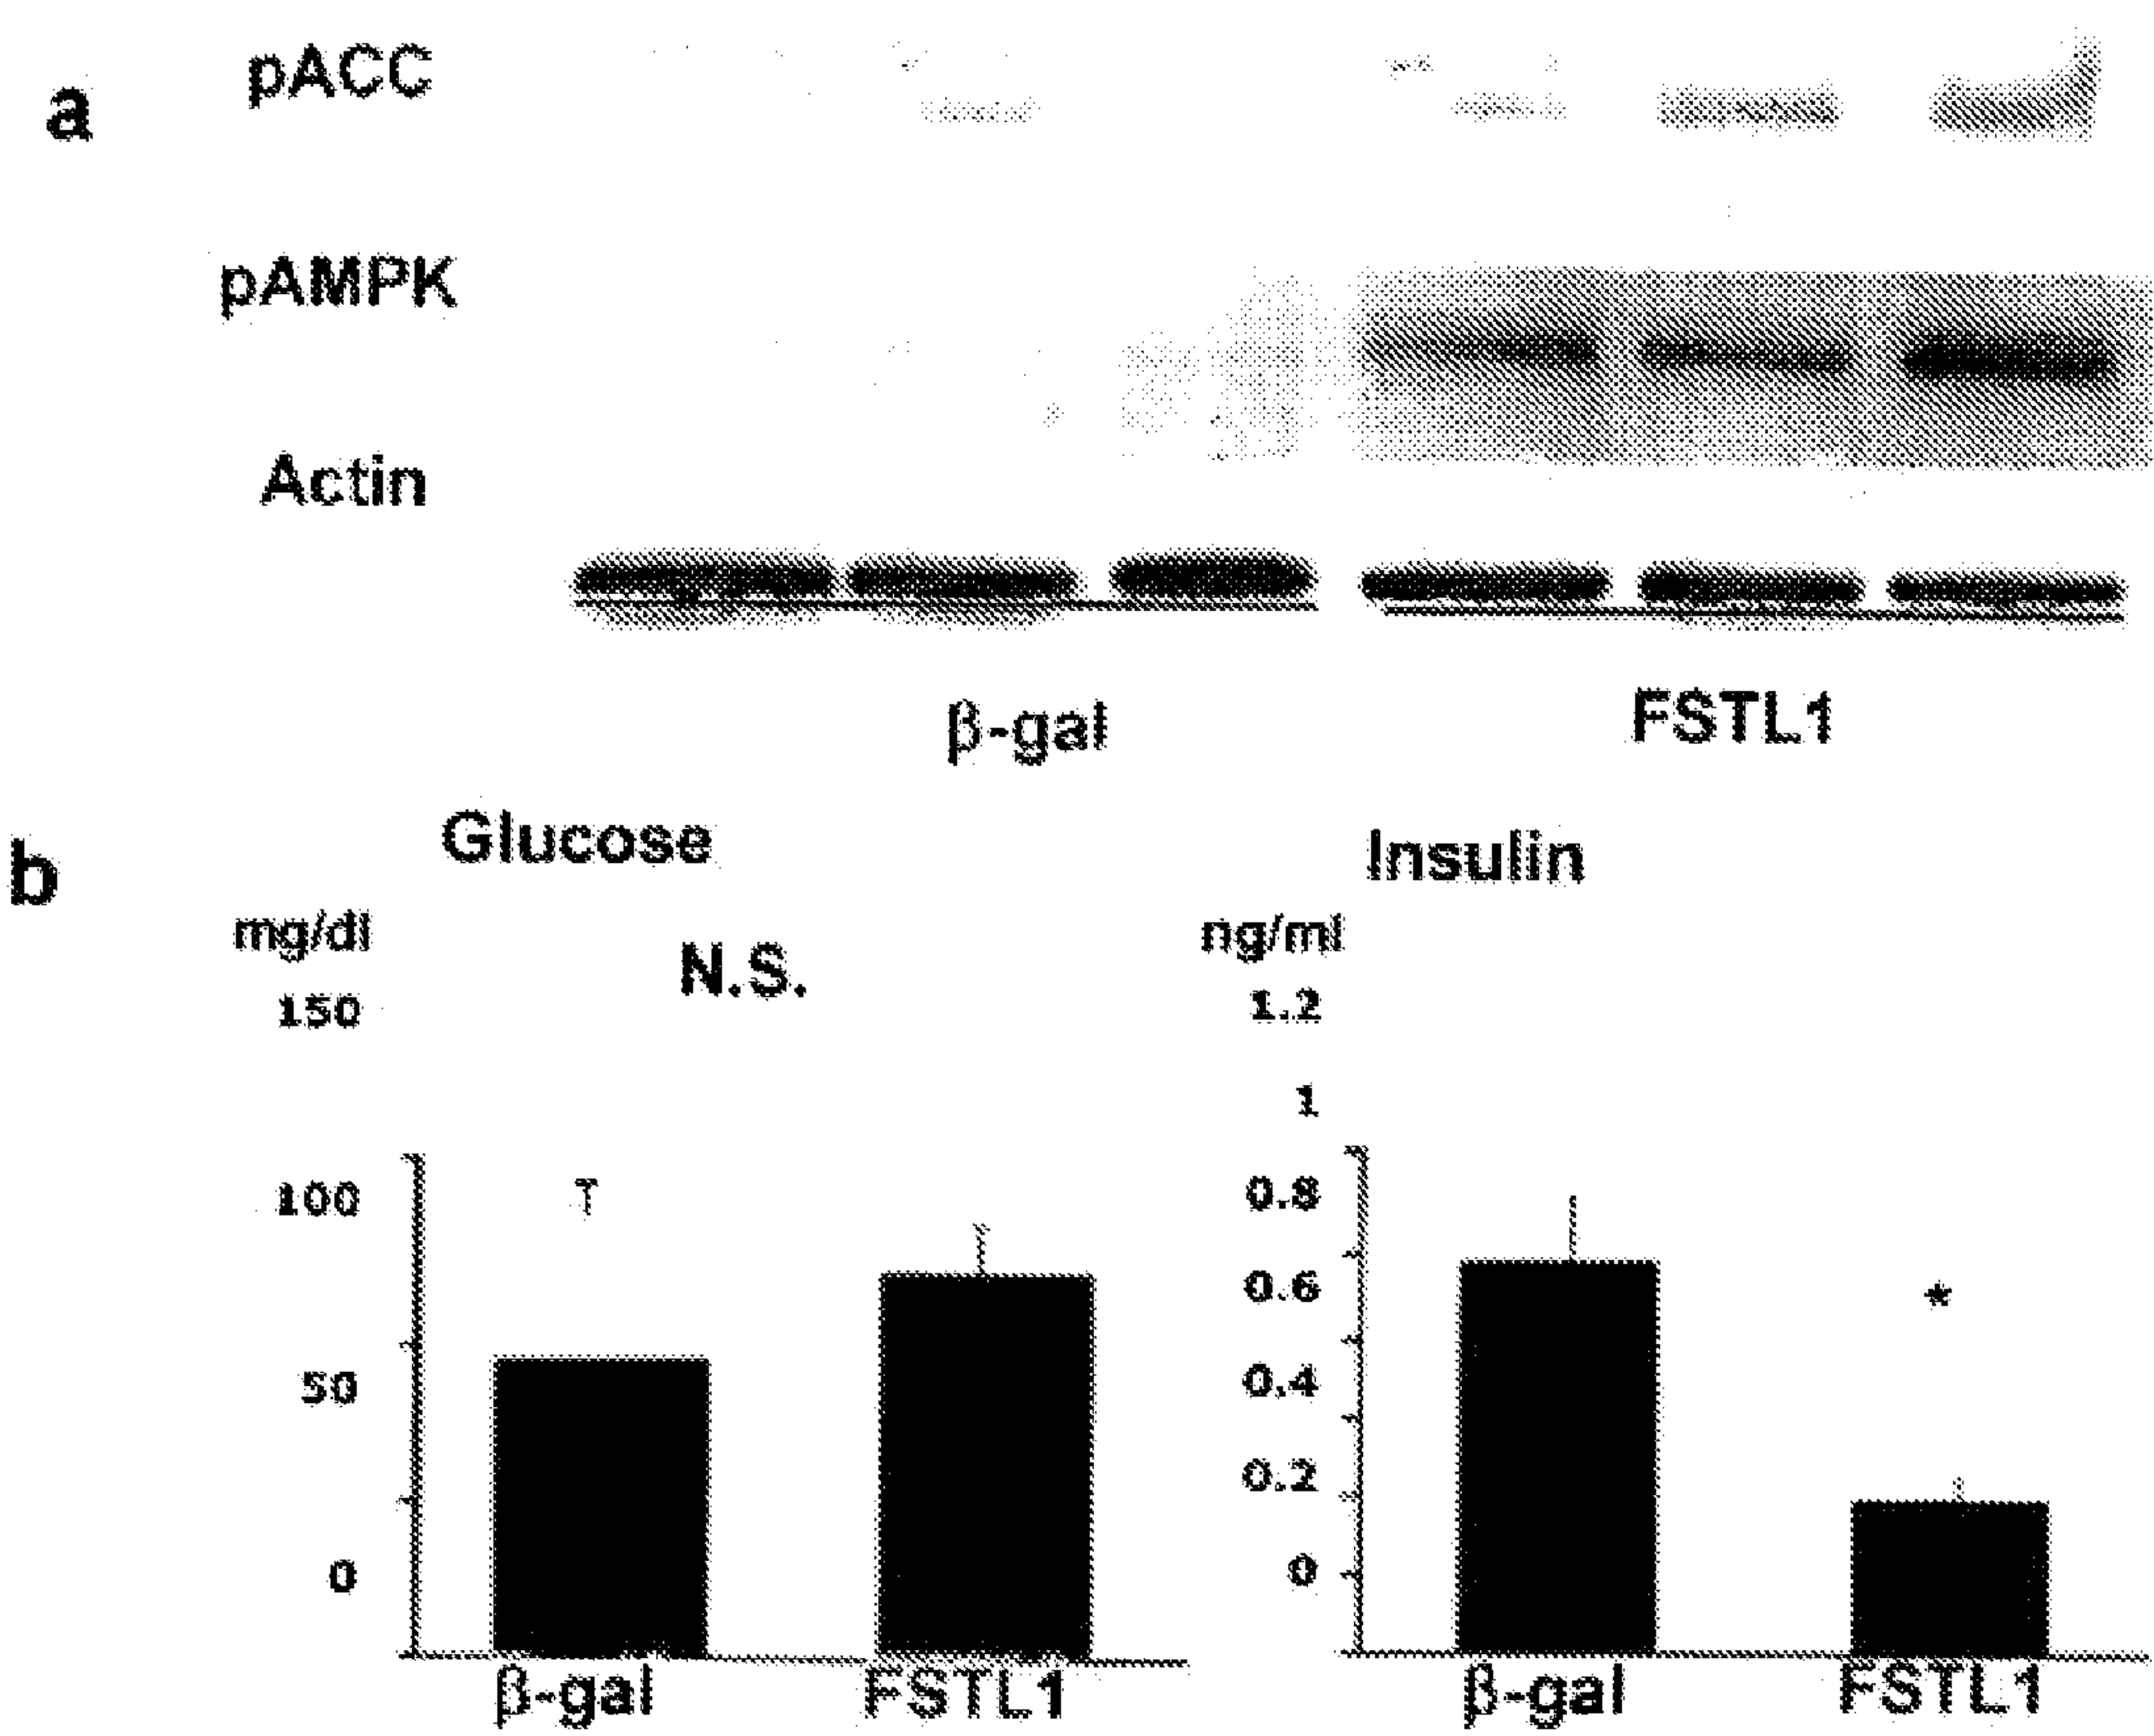 a pACC
pAMPK
Actin
β-gal FSTL1
b Glucose Insulin
mg/dl ng/ml
N.S.
150 1.2
1
100 0.8
0.6 *
50 0.4
0.2
0 0
β-gal FSTL1 β-gal FSTL1